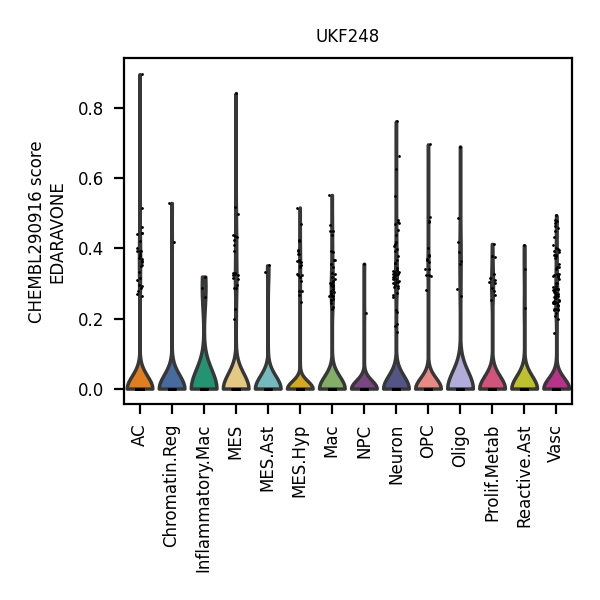 UKF248
CHEMBL290916 score
EDARAVONE
0.8
0.6
0.4
0.2
0.0
AC
Chromatin.Reg
Inflammatory.Mac
MES
MES.Ast
MES.Hyp
Mac
NPC
Neuron
OPC
Oligo
Prolif.Metab
Reactive.Ast
Vasc